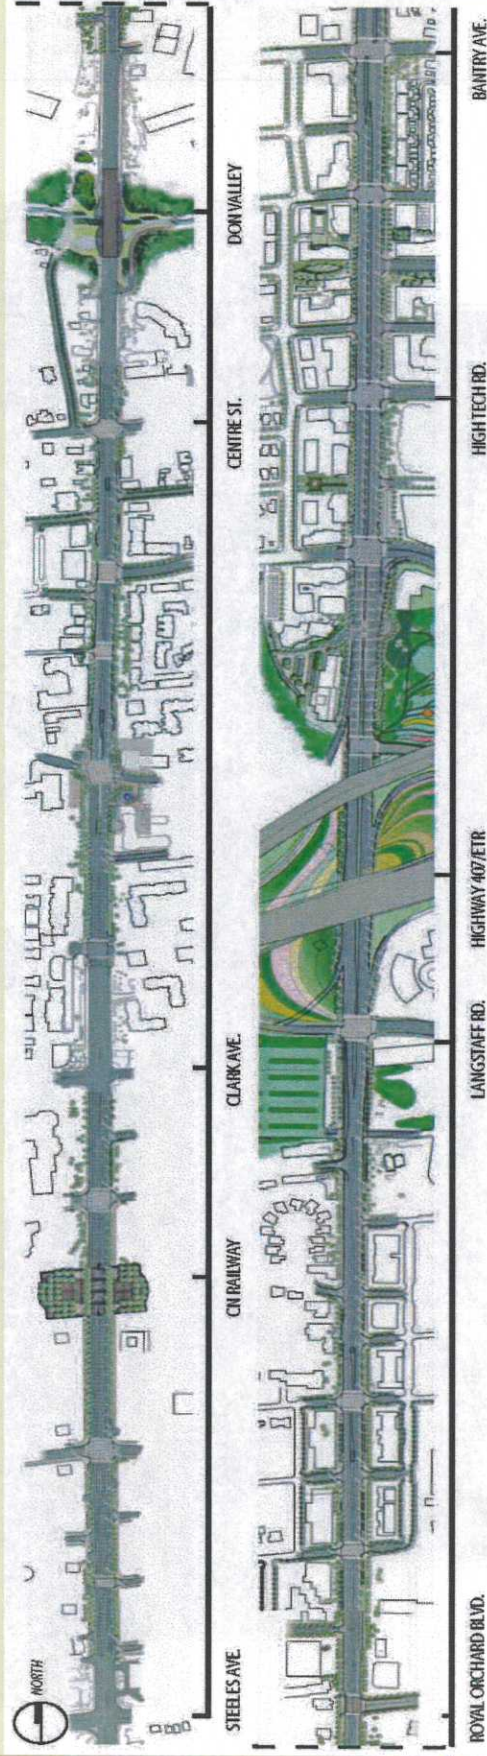 NORTH
STEELES AVE.
CN RAILWAY
CLARK AVE.
CENTRE ST.
DON VALLEY
ROYAL ORCHARD BLVD.
LANGSTAFF RD.
HIGHWAY 407/ETR
HIGH TECH RD.
BANTRY AVE.